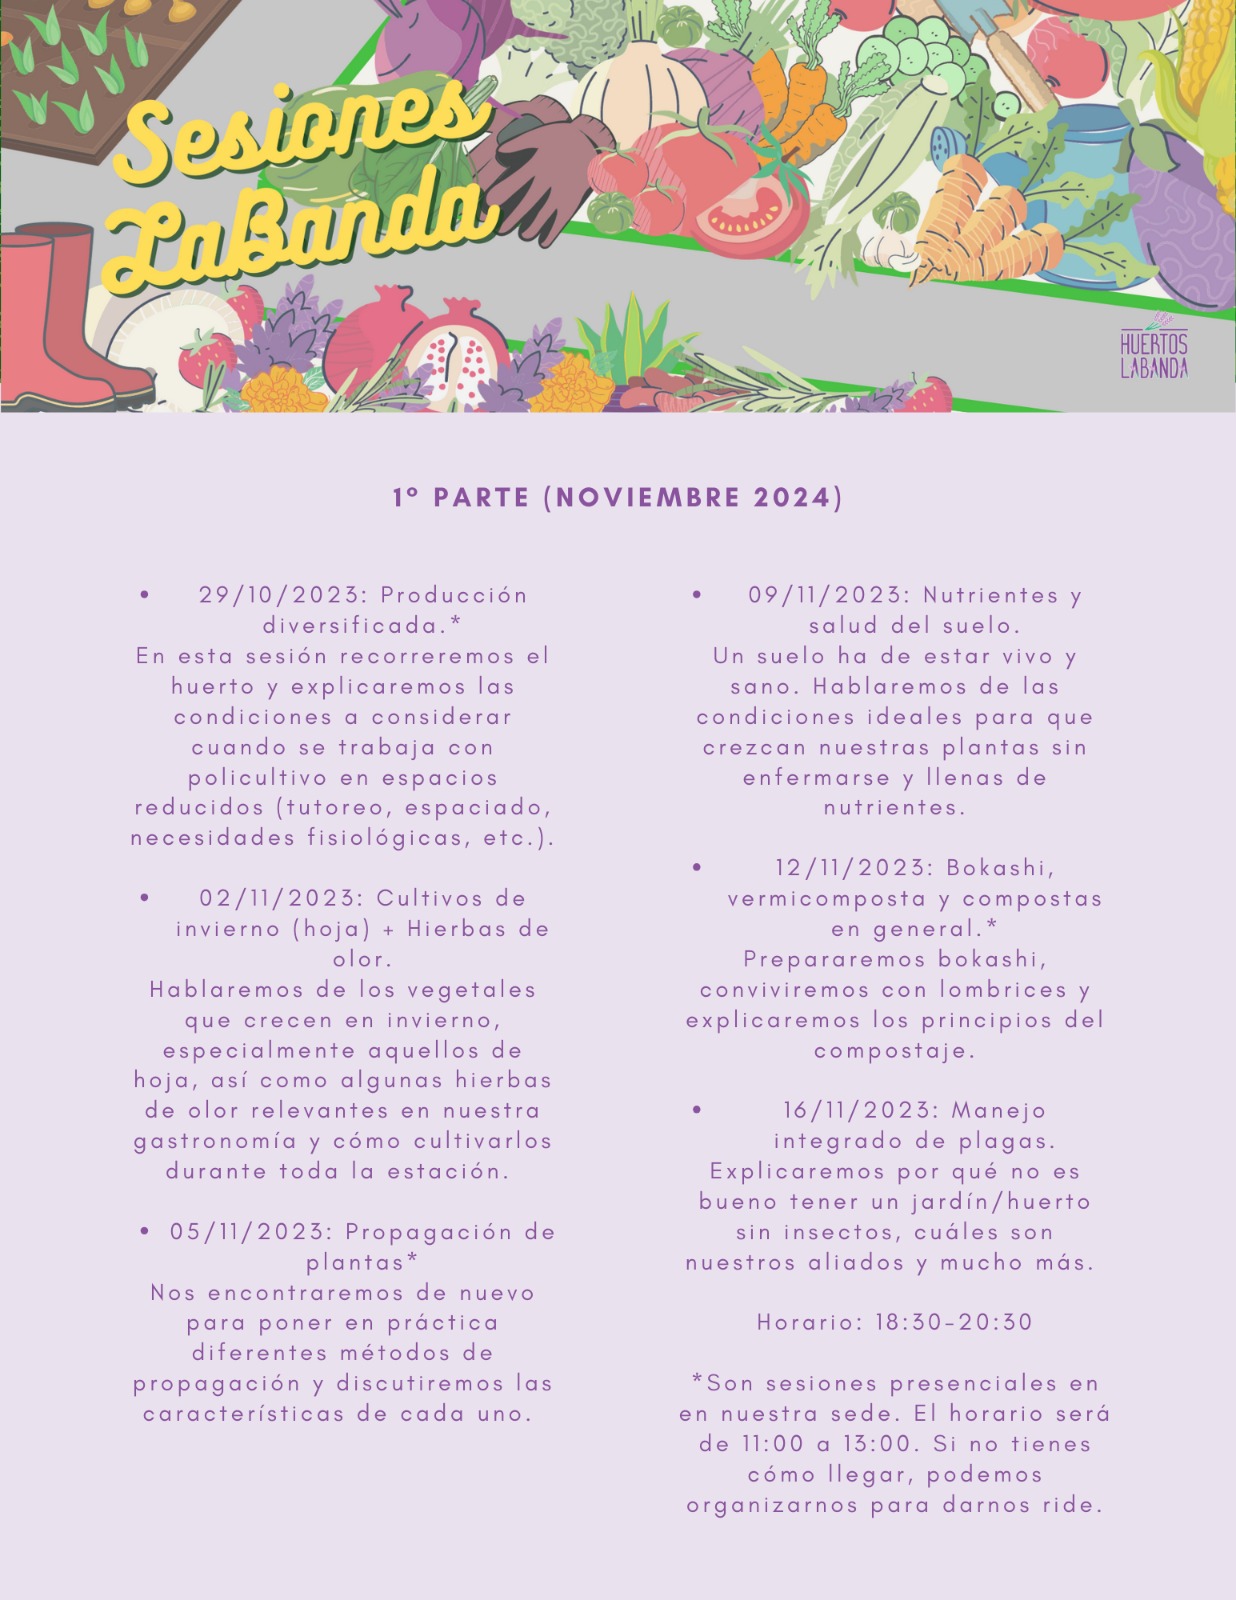 Sesiones
LaBanda
HUERTOS
LABANDA
1º PARTE (NOVIEMBRE 2024)
• 29/10/2023: Producción
diversificada.*
En esta sesión recorreremos el
huerto y explicaremos las
condiciones a considerar
cuando se trabaja con
policultivo en espacios
reducidos (tutoreo, espaciado,
necesidades fisiológicas, etc.).
• 02/11/2023: Cultivos de
invierno (hoja) + Hierbas de
olor.
Hablaremos de los vegetales
que crecen en invierno,
especialmente aquellos de
hoja, así como algunas hierbas
de olor relevantes en nuestra
gastronomía y cómo cultivarlos
durante toda la estación.
• 05/11/2023: Propagación de
plantas*
Nos encontraremos de nuevo
para poner en práctica
diferentes métodos de
propagación y discutiremos las
características de cada uno.
• 09/11/2023: Nutrientes y
salud del suelo.
Un suelo ha de estar vivo y
sano. Hablaremos de las
condiciones ideales para que
crezcan nuestras plantas sin
enfermarse y llenas de
nutrientes.
• 12/11/2023: Bokashi,
vermicomposta y compostas
en general.*
Prepararemos bokashi,
conviviremos con lombrices y
explicaremos los principios del
compostaje.
• 16/11/2023: Manejo
integrado de plagas.
Explicaremos por qué no es
bueno tener un jardín/huerto
sin insectos, cuáles son
nuestros aliados y mucho más.
Horario: 18:30-20:30
*Son sesiones presenciales en
en nuestra sede. El horario será
de 11:00 a 13:00. Si no tienes
cómo llegar, podemos
organizarnos para darnos ride.